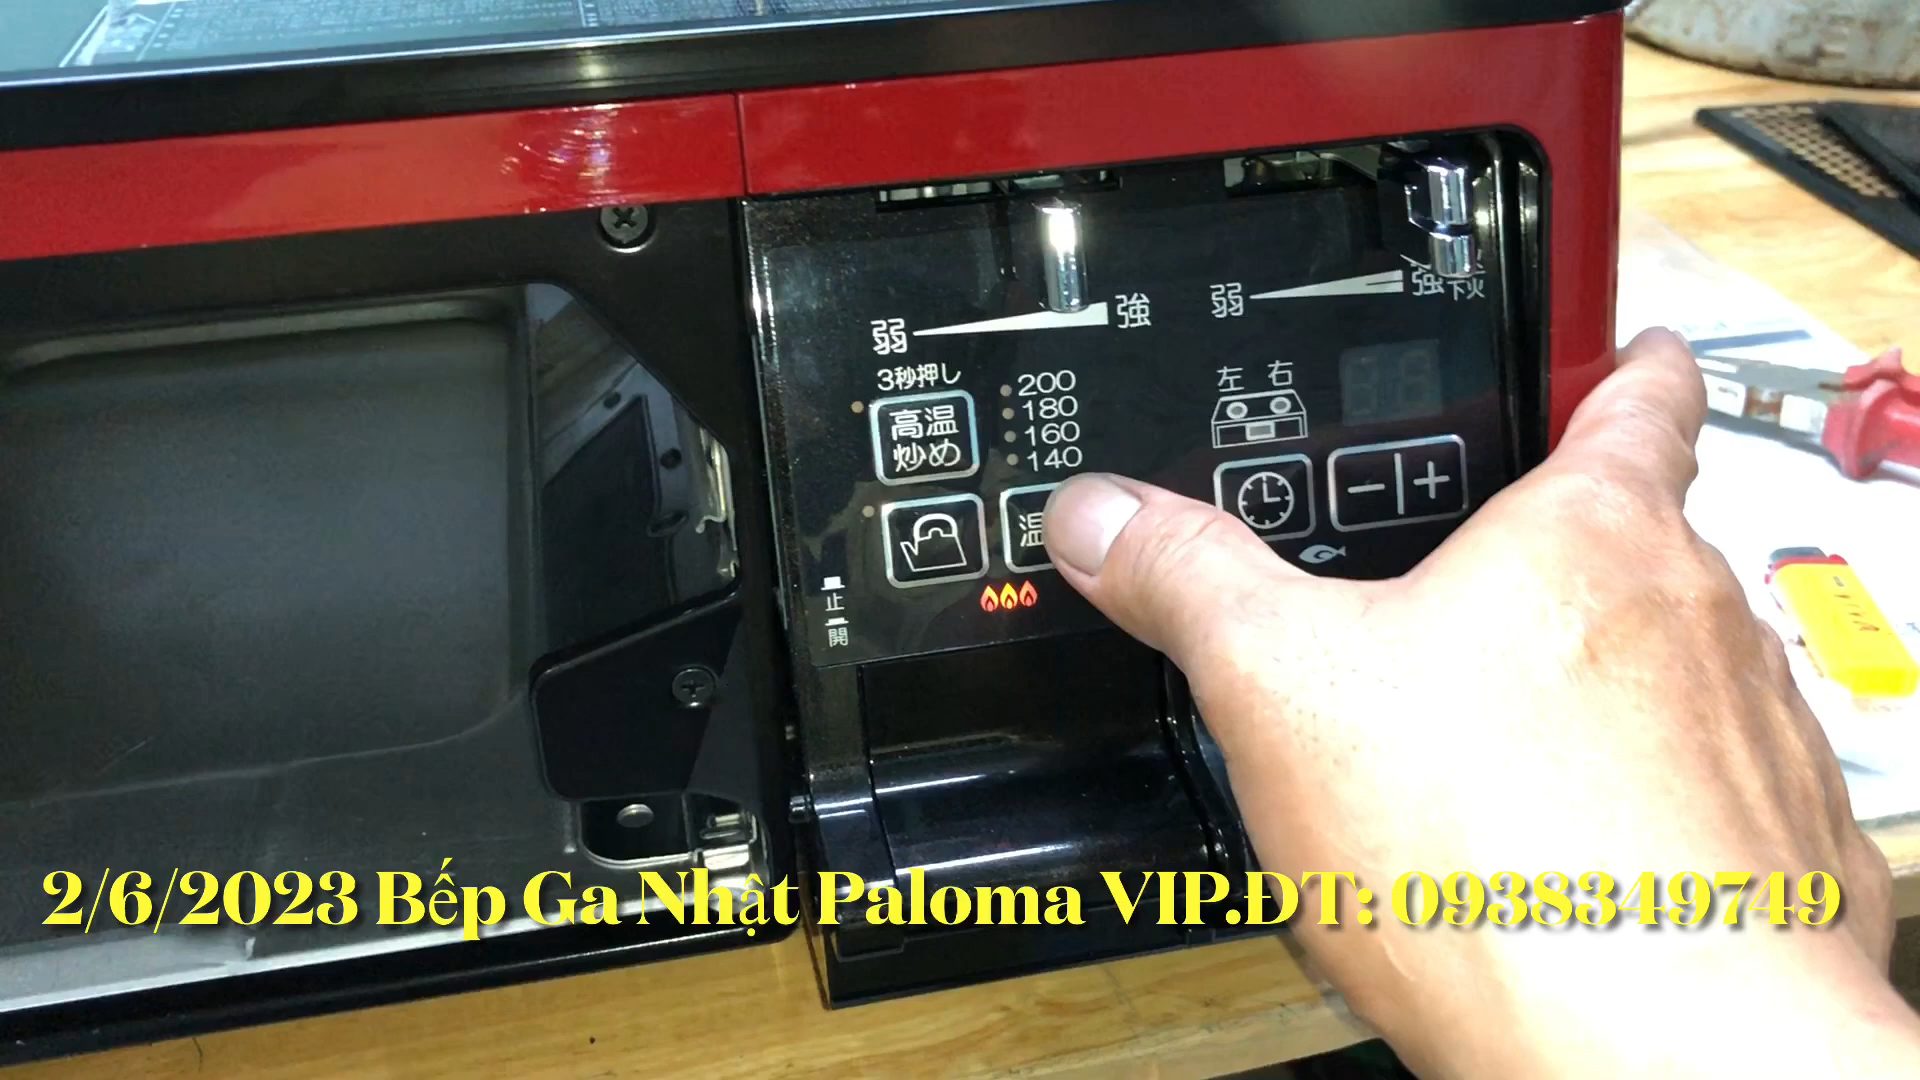 弱 強
弱 強
3秒押し
高温
炒め
200
180
160
140
左 右
温
− +
止
開
2/6/2023 Bếp Ga Nhật Paloma VIP.ĐT: 0938349749